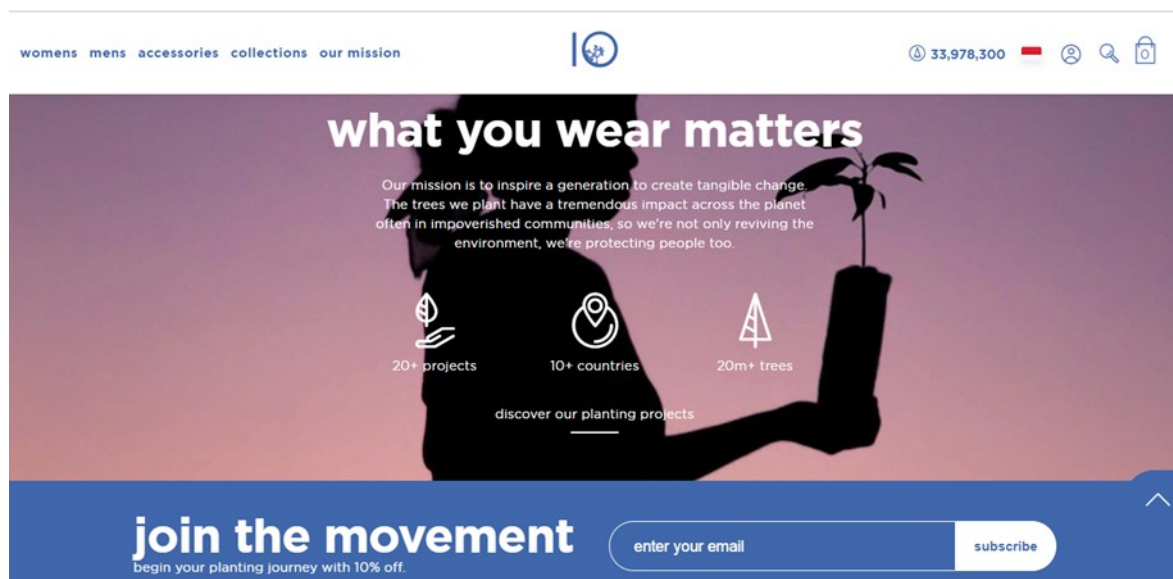 womens mens accessories collections our mission
10
33,978,300
0
what you wear matters
Our mission is to inspire a generation to create tangible change.
The trees we plant have a tremendous impact across the planet
often in impoverished communities, so we're not only reviving the
environment, we're protecting people too.
20+ projects 10+ countries 20m+ trees
discover our planting projects
join the movement
begin your planting journey with 10% off.
enter your email subscribe